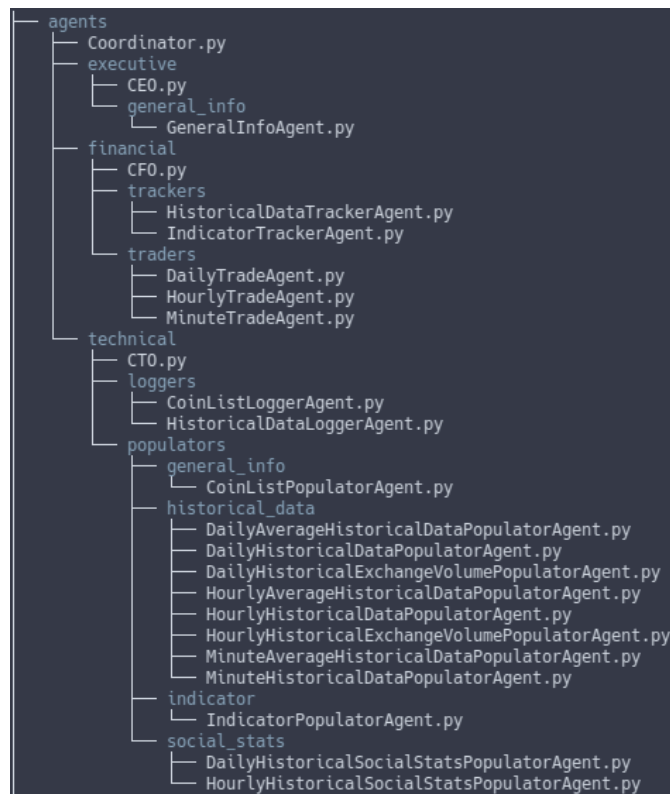 agents
Coordinator.py
executive
CEO.py
general_info
GeneralInfoAgent.py
financial
CFO.py
trackers
HistoricalDataTrackerAgent.py
IndicatorTrackerAgent.py
traders
DailyTradeAgent.py
HourlyTradeAgent.py
MinuteTradeAgent.py
technical
CTO.py
loggers
CoinListLoggerAgent.py
HistoricalDataLoggerAgent.py
populators
general_info
CoinListPopulatorAgent.py
historical_data
DailyAverageHistoricalDataPopulatorAgent.py
DailyHistoricalDataPopulatorAgent.py
DailyHistoricalExchangeVolumePopulatorAgent.py
HourlyAverageHistoricalDataPopulatorAgent.py
HourlyHistoricalDataPopulatorAgent.py
HourlyHistoricalExchangeVolumePopulatorAgent.py
MinuteAverageHistoricalDataPopulatorAgent.py
MinuteHistoricalDataPopulatorAgent.py
indicator
IndicatorPopulatorAgent.py
social_stats
DailyHistoricalSocialStatsPopulatorAgent.py
HourlyHistoricalSocialStatsPopulatorAgent.py